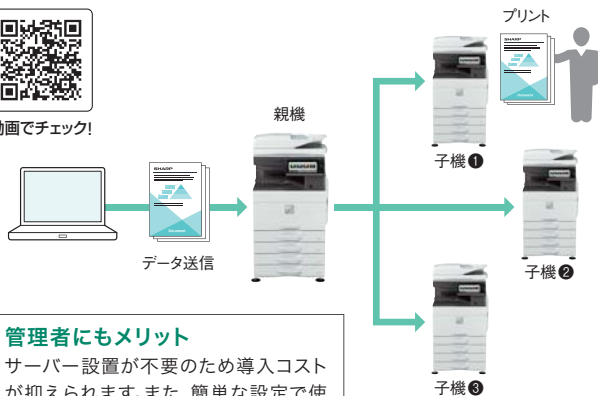 プリント
SHARP
動画でチェック!
親機
子機❶
SHARP
データ送信
子機❷
管理者にもメリット
サーバー設置が不要のため導入コスト
が抑えられます。また、簡単な設定で使
子機❸